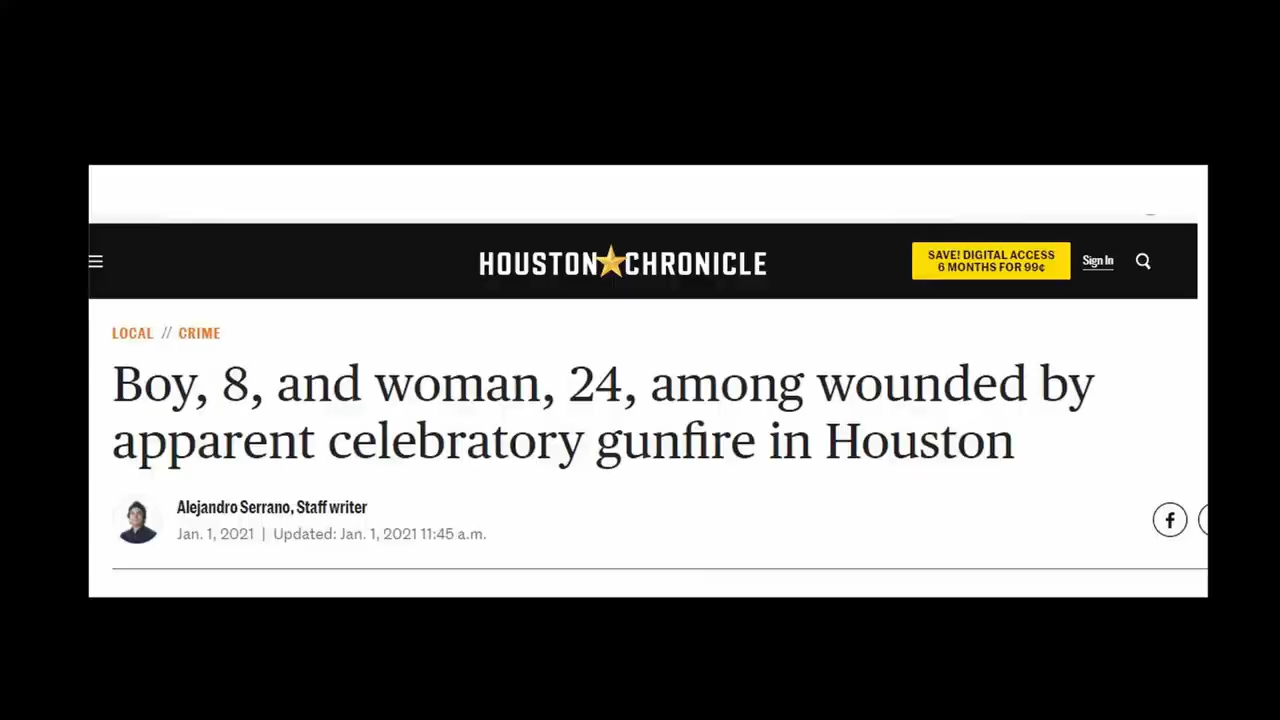 HOUSTON CHRONICLE
SAVE! DIGITAL ACCESS
6 MONTHS FOR 99¢
Sign In
LOCAL // CRIME
Boy, 8, and woman, 24, among wounded by
apparent celebratory gunfire in Houston
Alejandro Serrano, Staff writer
Jan. 1, 2021 | Updated: Jan. 1, 2021 11:45 a.m.
f